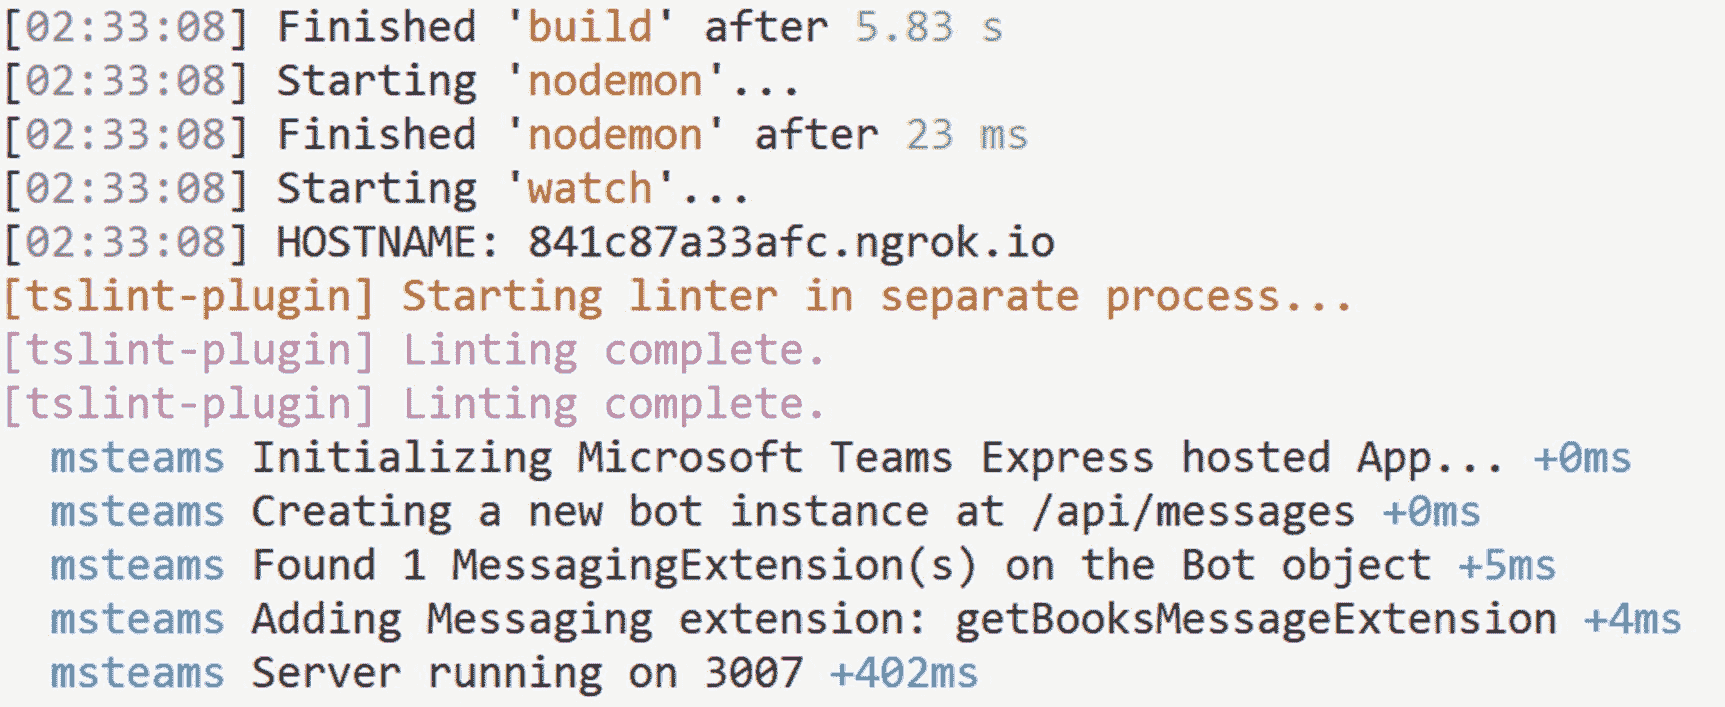 [02:33:08] Finished 'build' after 5.83 s
[02:33:08] Starting 'nodemon'...
[02:33:08] Finished 'nodemon' after 23 ms
[02:33:08] Starting 'watch'...
[02:33:08] HOSTNAME: 841c87a33afc.ngrok.io
[tslint-plugin] Starting linter in separate process...
[tslint-plugin] Linting complete.
[tslint-plugin] Linting complete.
msteams Initializing Microsoft Teams Express hosted App... +0ms
msteams Creating a new bot instance at /api/messages +0ms
msteams Found 1 MessagingExtension(s) on the Bot object +5ms
msteams Adding Messaging extension: getBooksMessageExtension +4ms
msteams Server running on 3007 +402ms